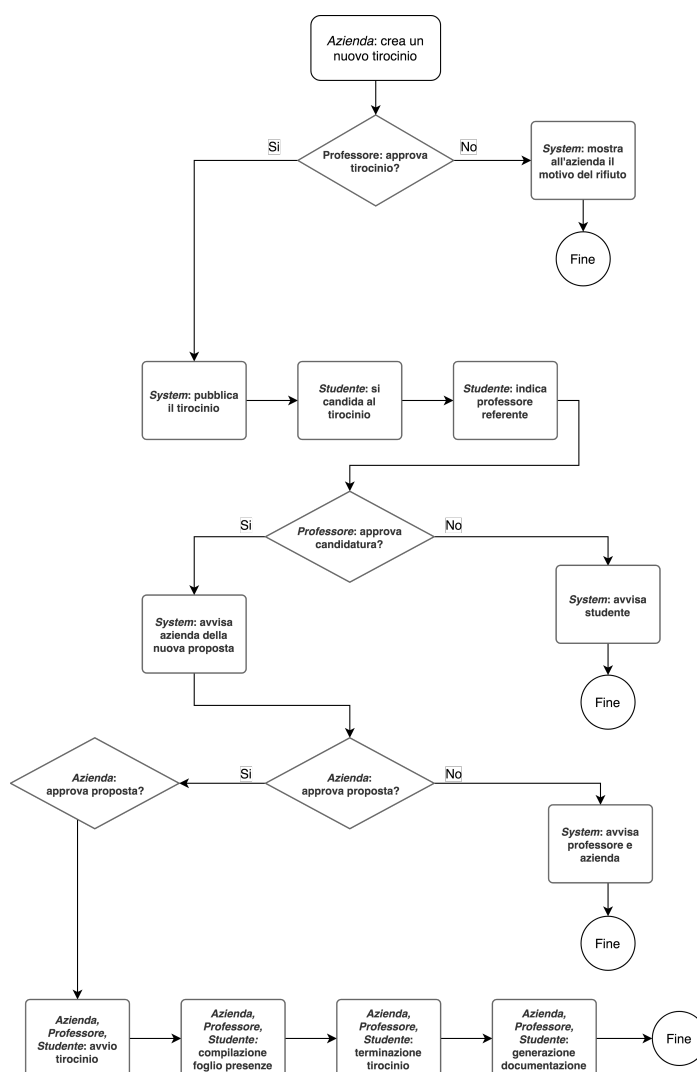 Azienda: crea un
nuovo tirocinio
Si
Professore: approva
tirocinio?
No
System: mostra
all'azienda il
motivo del rifiuto
Fine
System: pubblica
il tirocinio
Studente: si
candida al
tirocinio
Studente: indica
professore
referente
Si
Professore: approva
candidatura?
No
System: avvisa
azienda della
nuova proposta
System: avvisa
studente
Fine
Azienda:
approva proposta?
Si
Azienda:
approva proposta?
No
System: avvisa
professore e
azienda
Fine
Azienda,
Professore,
Studente: avvio
tirocinio
Azienda,
Professore,
Studente:
compilazione
foglio presenze
Azienda,
Professore,
Studente:
terminazione
tirocinio
Azienda,
Professore,
Studente:
generazione
documentazione
Fine